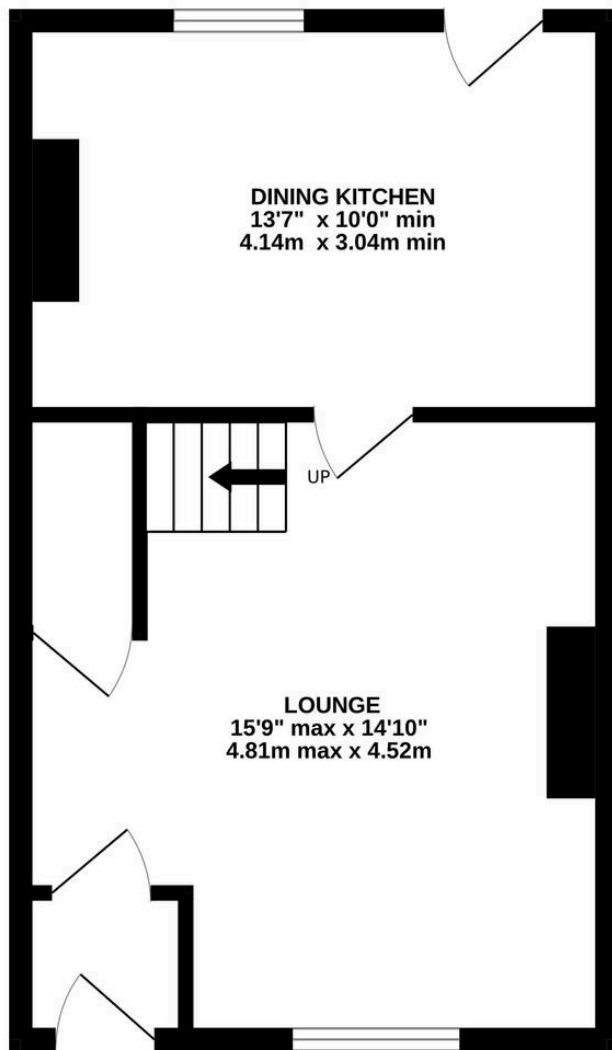 DINING KITCHEN
13'7" x 10'0" min
4.14m x 3.04m min
UP
LOUNGE
15'9" max x 14'10"
4.81m max x 4.52m